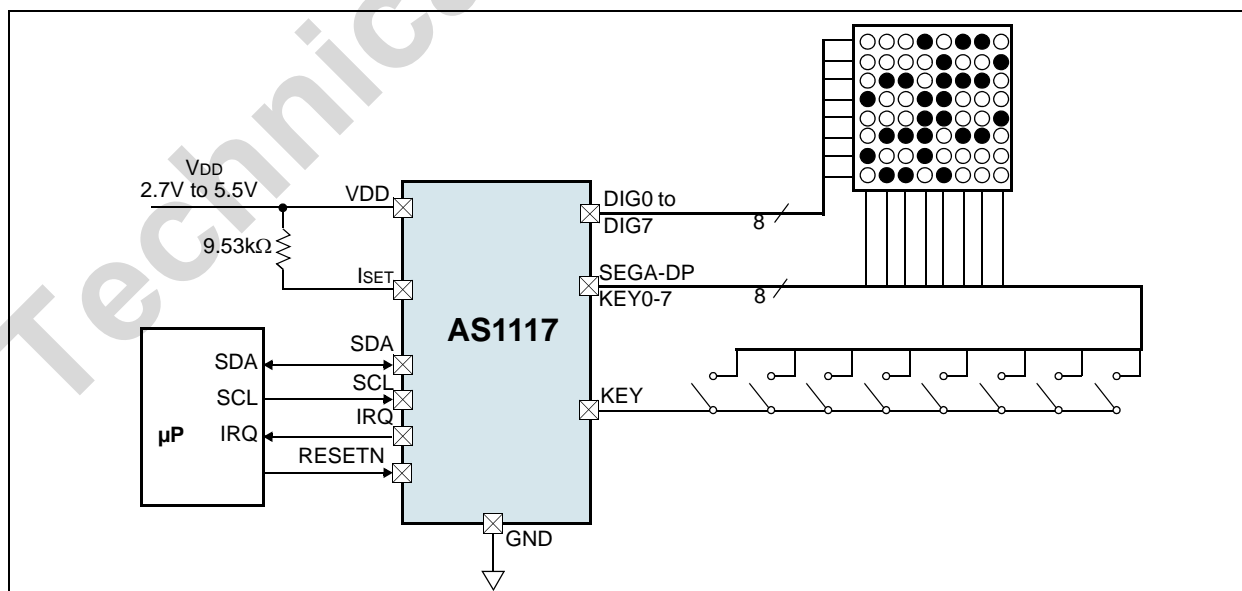 Technica
VDD
2.7V to 5.5V
9.53kΩ
VDD
ISET
SDA
SCL
IRQ
RESETN
µP
SDA
SCL
IRQ
AS1117
GND
DIG0 to
DIG7
8
SEGA-DP
KEY0-7
8
KEY